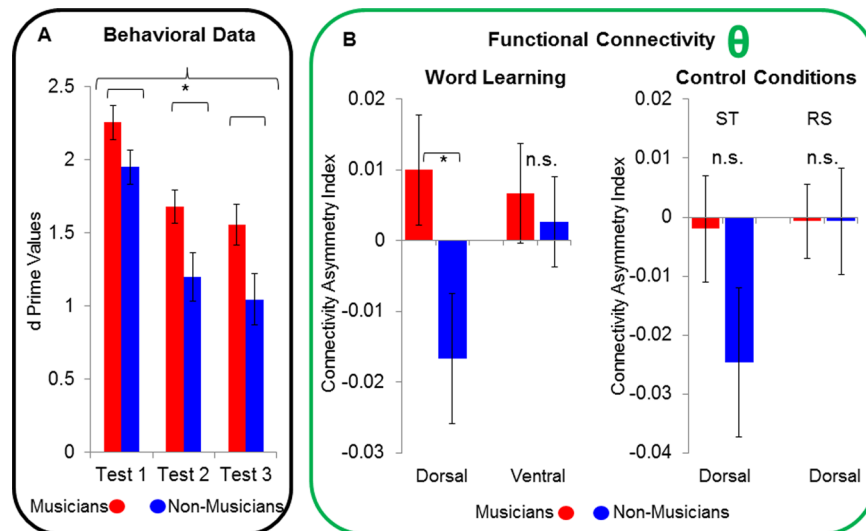 A
Behavioral Data
d Prime Values
2.5
2
1.5
1
0.5
0
*
Test 1 Test 2 Test 3
Musicians Non-Musicians
B
Functional Connectivity θ
Word Learning
Connectivity Asymmetry Index
0.02
0.01
0
-0.01
-0.02
-0.03
*
n.s.
Dorsal Ventral
Control Conditions
Connectivity Asymmetry Index
0.02
0.01
0
-0.01
-0.02
-0.03
-0.04
ST RS
n.s. n.s.
Dorsal Dorsal
Musicians Non-Musicians